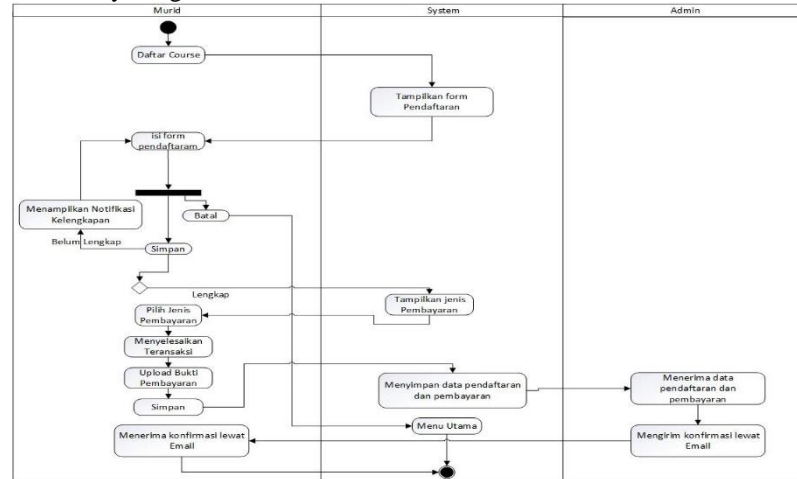 Murid
System
Admin
Daftar Course
Tampilkan form
Pendaftaran
isi form
pendaftaram
Menampilkan Notifikasi
Kelengkapan
Batal
Belum Lengkap
Simpan
Lengkap
Tampilkan jenis
Pembayaran
Pilih Jenis
Pembayaran
Menyelesaikan
Teransaksi
Upload Bukti
Pembayaran
Simpan
Menyimpan data pendaftaran
dan pembayaran
Menerima data
pendaftaran dan
pembayaran
Menerima konfirmasi lewat
Email
Menu Utama
Mengirim konfirmasi lewat
Email